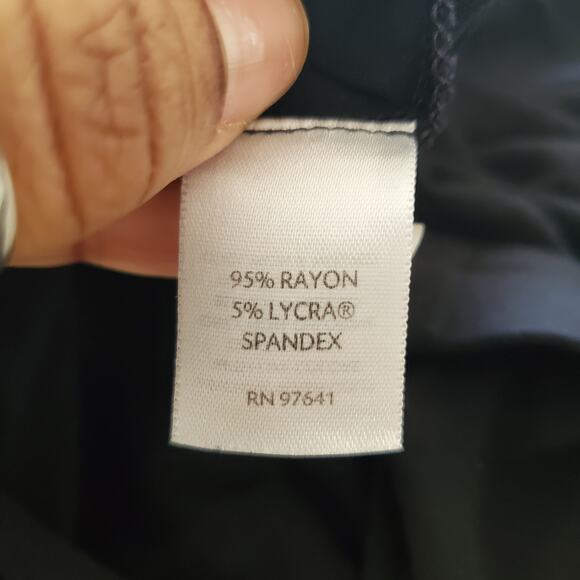 95% RAYON
5% LYCRA®
SPANDEX
RN 97641